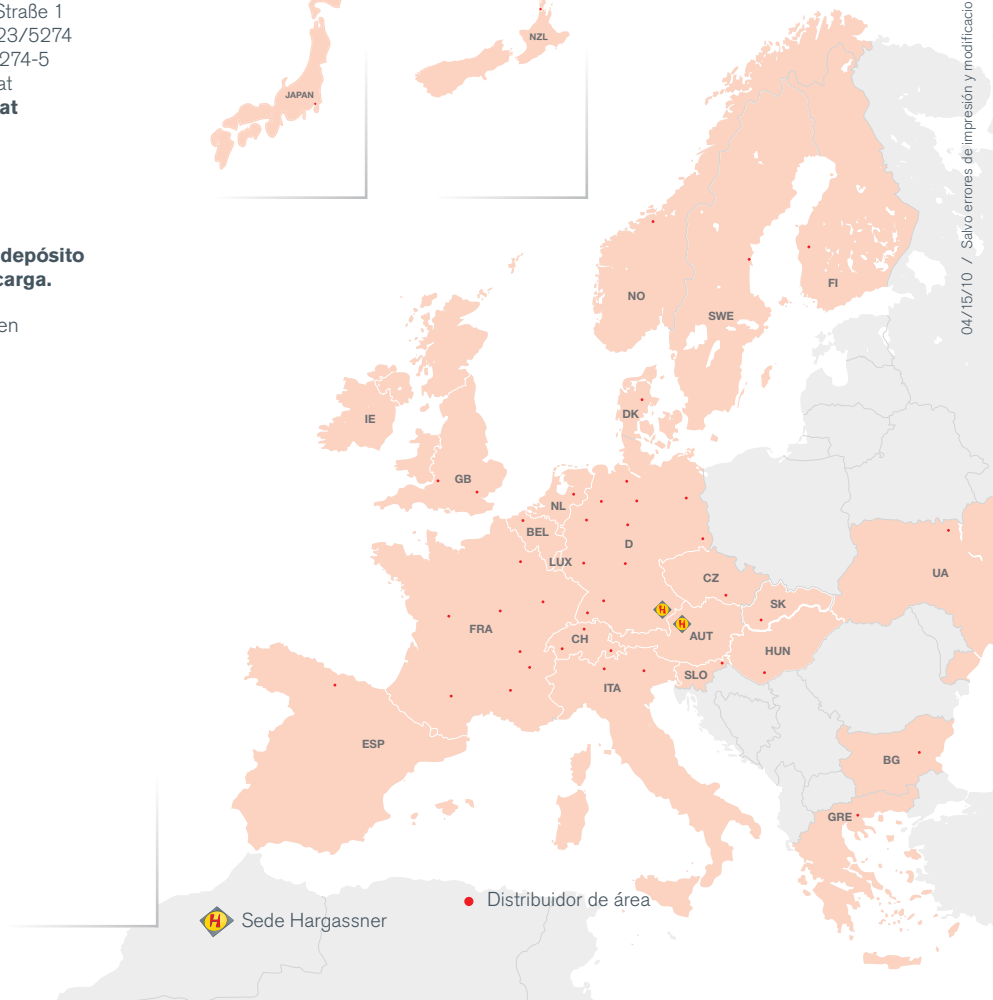 Straße 1
23/5274
274-5
at
at
depósito
carga.
en
JAPAN
NZL
04/15/10 / Salvo errores de impresión y modificacio
NO
SWE
FI
DK
IE
GB
NL
BEL
D
LUX
CZ
UA
SK
FRA
CH
AUT
HUN
SLO
ITA
ESP
BG
GRE
Distribuidor de área
Sede Hargassner